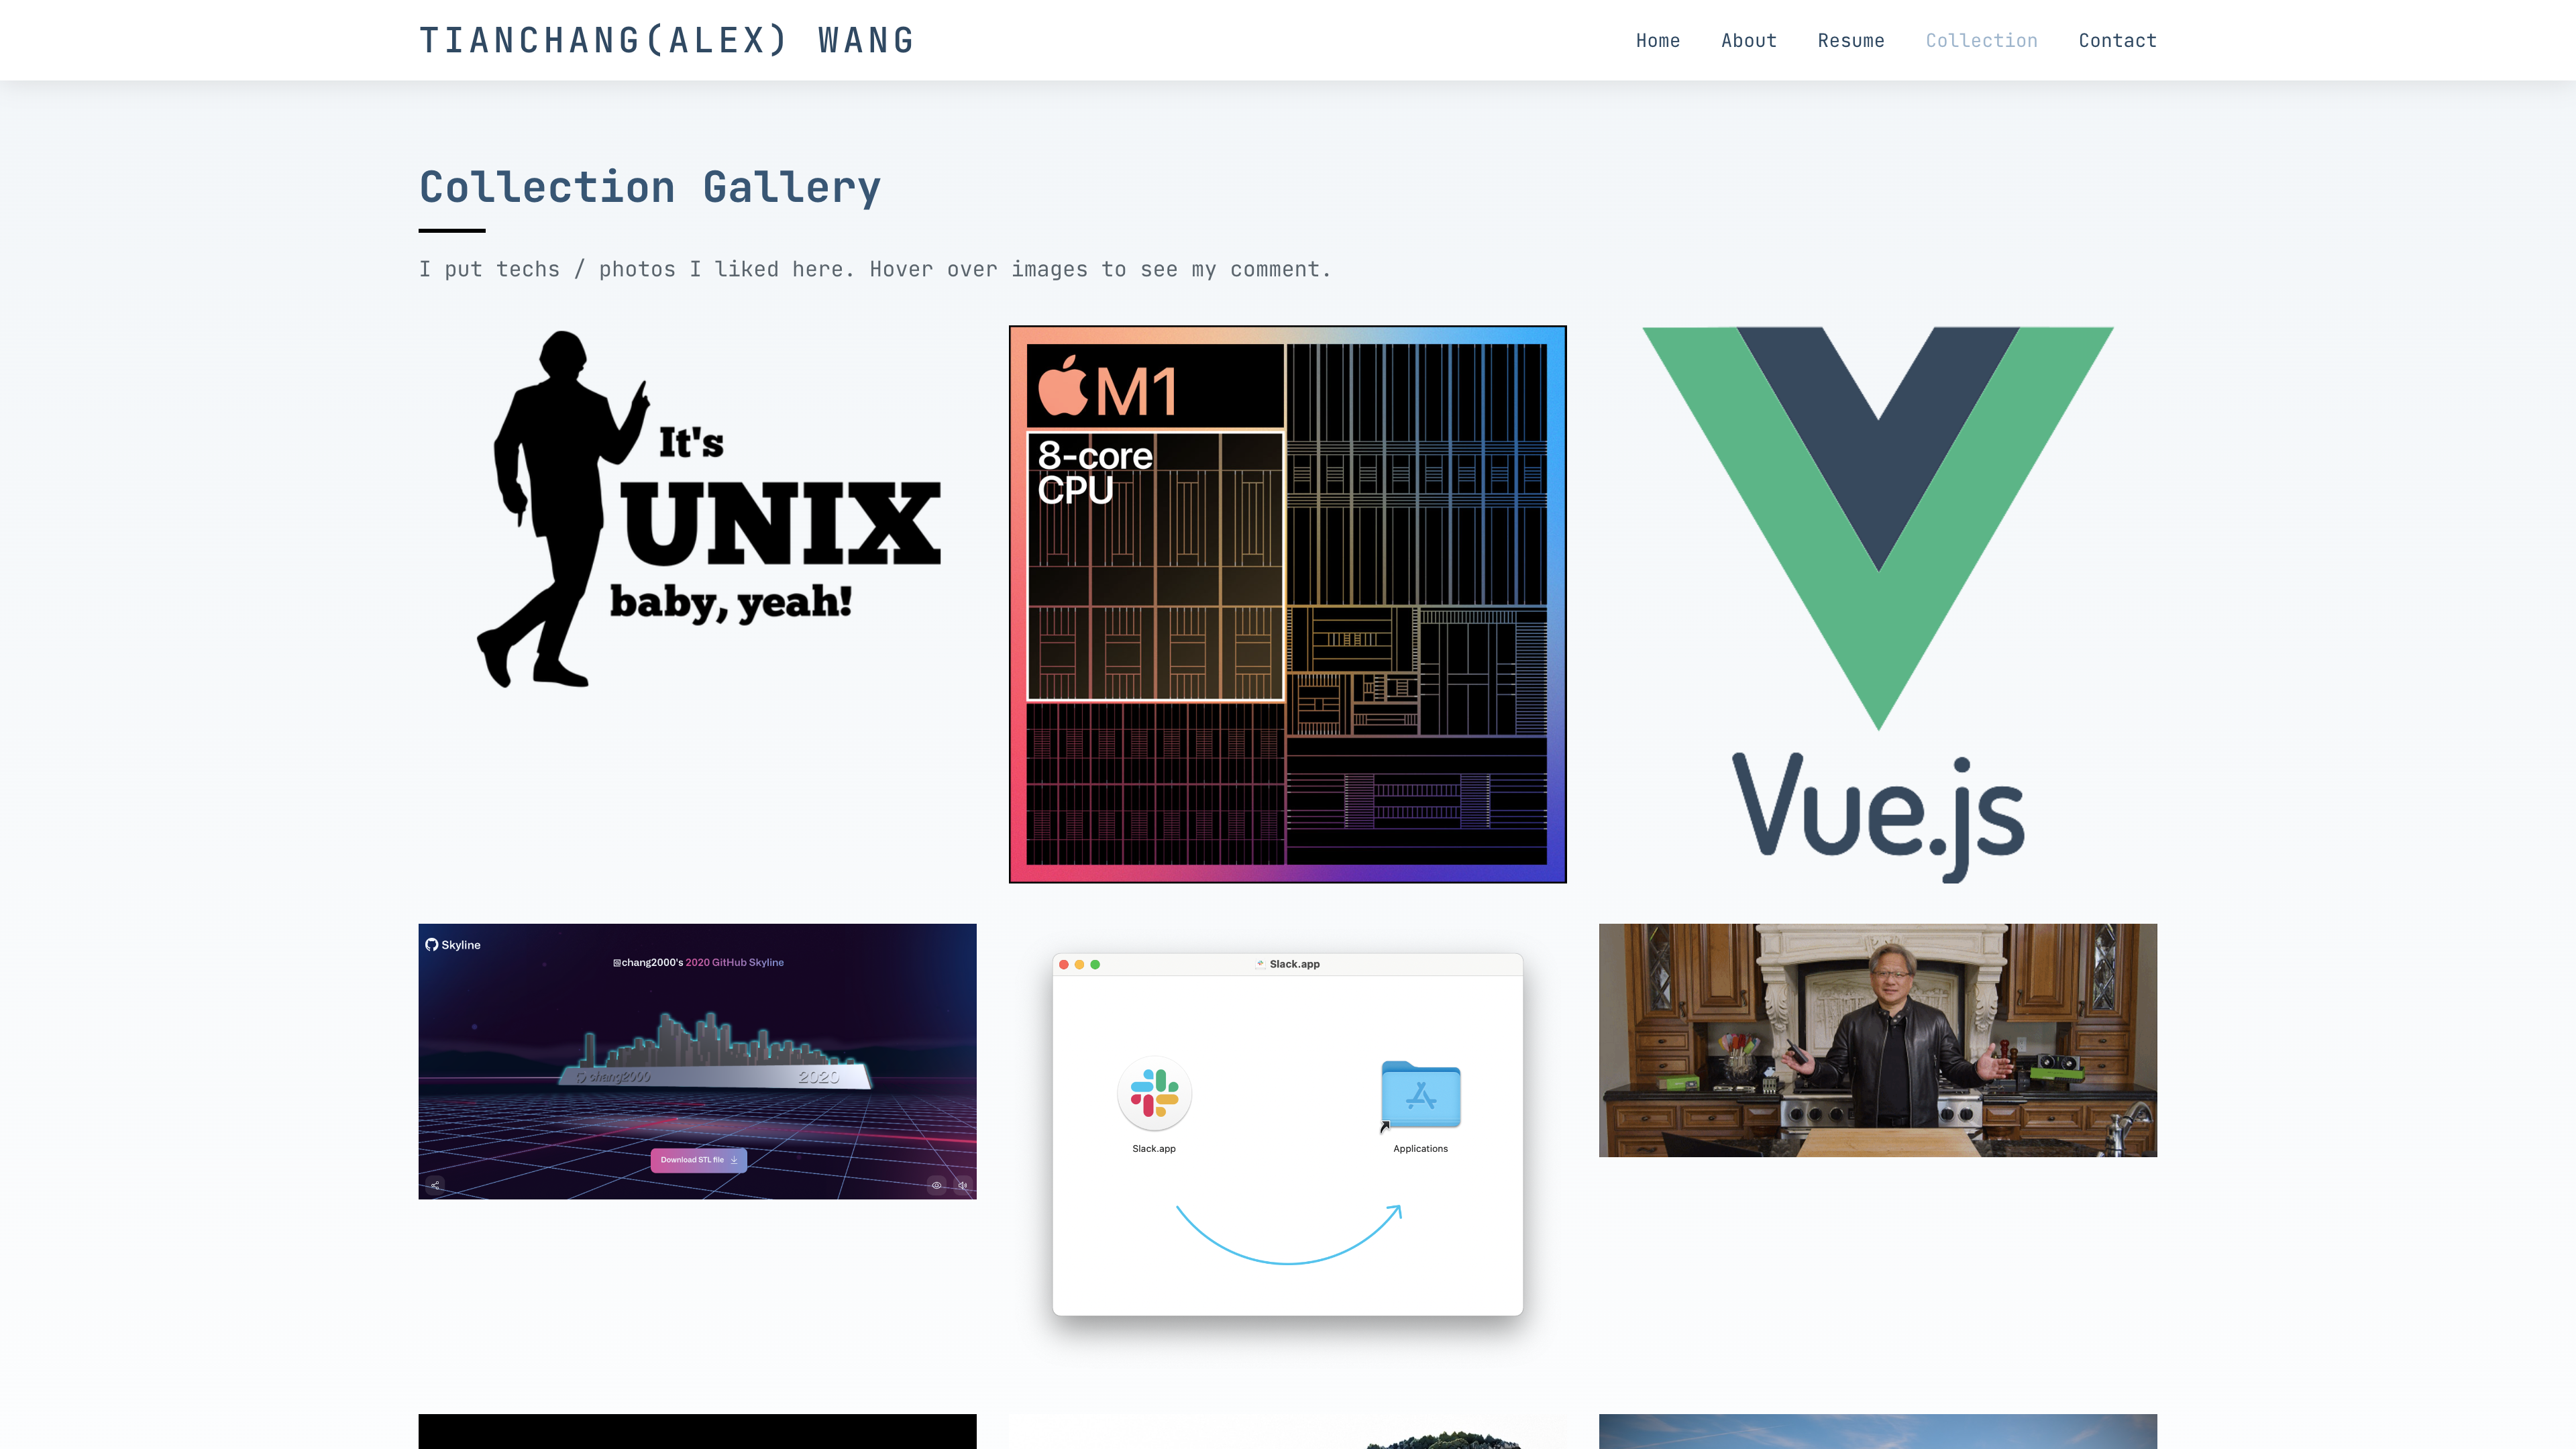 TIANCHANG(ALEX) WANG
Home About Resume Collection Contact
Collection Gallery
I put techs / photos I liked here. Hover over images to see my comment.
It's
UNIX
baby, yeah!
M1
8-core
CPU
Vue.js
Skyline
@chang2000's 2020 GitHub Skyline
chang2000 2020
Download STL file
Slack.app
Slack.app Applications